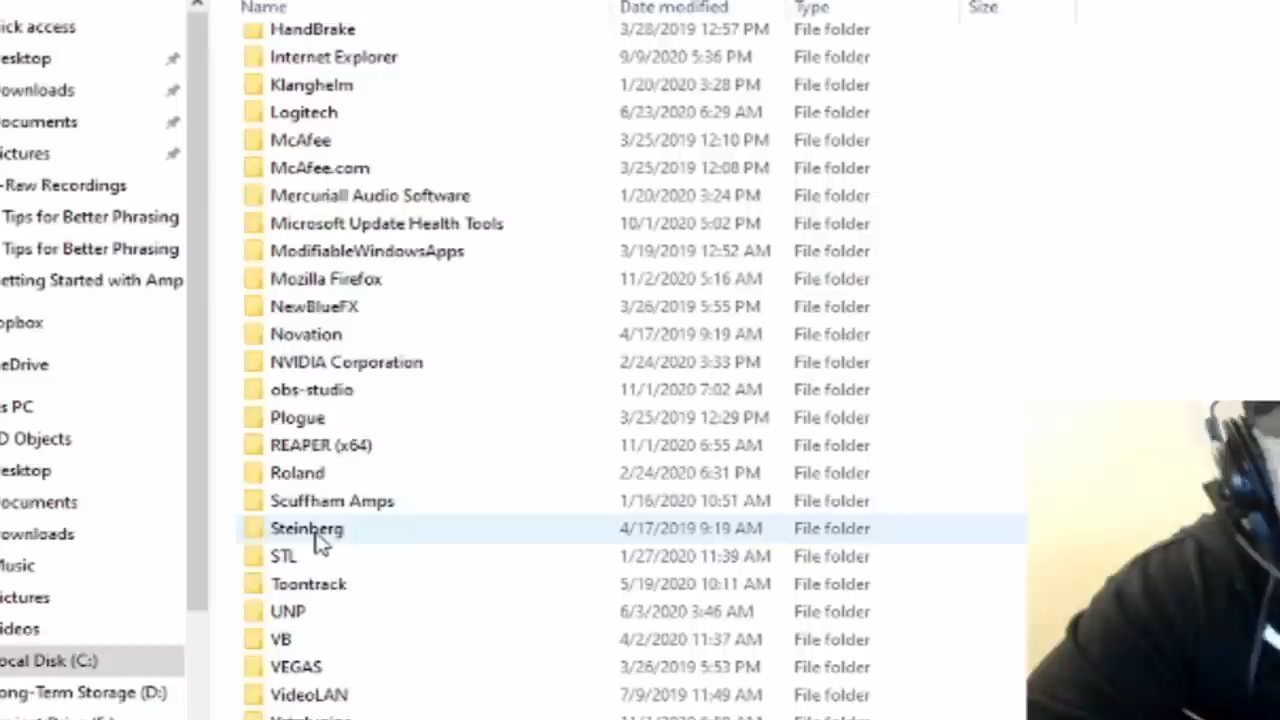 Name Date modified Type Size
ick access
esktop
ownloads
ocuments
ictures
-Raw Recordings
Tips for Better Phrasing
Tips for Better Phrasing
etting Started with Amp
opbox
eDrive
s PC
D Objects
esktop
ocuments
ownloads
Music
ictures
ideos
ocal Disk (C:)
ong-Term Storage (D:)
HandBrake 3/28/2019 12:57 PM File folder
Internet Explorer 9/9/2020 5:36 PM File folder
Klanghelm 1/20/2020 3:28 PM File folder
Logitech 6/23/2020 6:29 AM File folder
McAfee 3/25/2019 12:10 PM File folder
McAfee.com 3/25/2019 12:08 PM File folder
Mercuriall Audio Software 1/20/2020 3:24 PM File folder
Microsoft Update Health Tools 10/1/2020 5:02 PM File folder
ModifiableWindowsApps 3/19/2019 12:52 AM File folder
Mozilla Firefox 11/2/2020 5:16 AM File folder
NewBlueFX 3/26/2019 5:55 PM File folder
Novation 4/17/2019 9:19 AM File folder
NVIDIA Corporation 2/24/2020 3:33 PM File folder
obs-studio 11/1/2020 7:02 AM File folder
Plogue 3/25/2019 12:29 PM File folder
REAPER (x64) 11/1/2020 6:55 AM File folder
Roland 2/24/2020 6:31 PM File folder
Scuffham Amps 1/16/2020 10:51 AM File folder
Steinberg 4/17/2019 9:19 AM File folder
STL 1/27/2020 11:39 AM File folder
Toontrack 5/19/2020 10:11 AM File folder
UNP 6/3/2020 3:46 AM File folder
VB 4/2/2020 11:37 AM File folder
VEGAS 3/26/2019 5:53 PM File folder
VideoLAN 7/9/2019 11:49 AM File folder